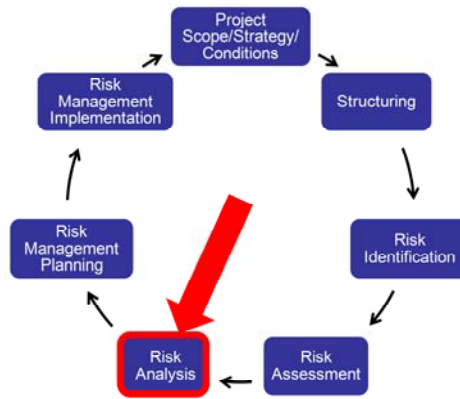 Project
Scope/Strategy/
Conditions
Structuring
Risk
Identification
Risk
Assessment
Risk
Analysis
Risk
Management
Planning
Risk
Management
Implementation